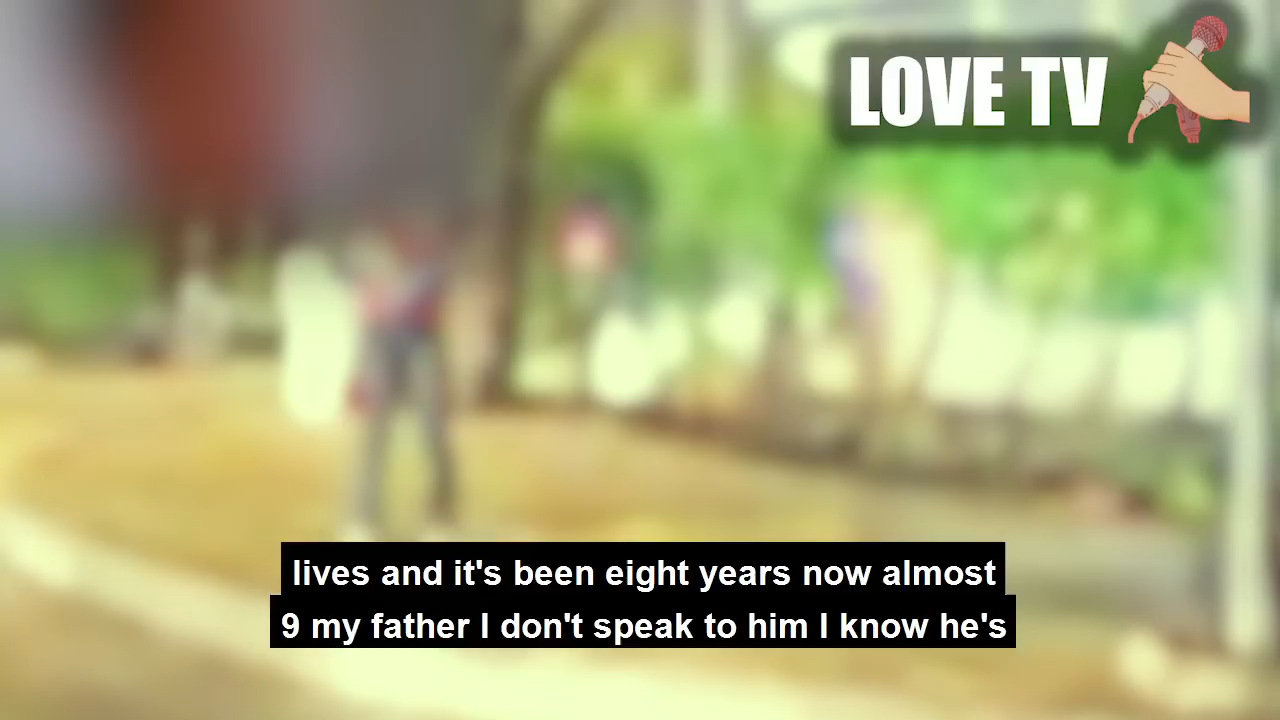 LOVE TV
lives and it's been eight years now almost
9 my father I don't speak to him I know he's